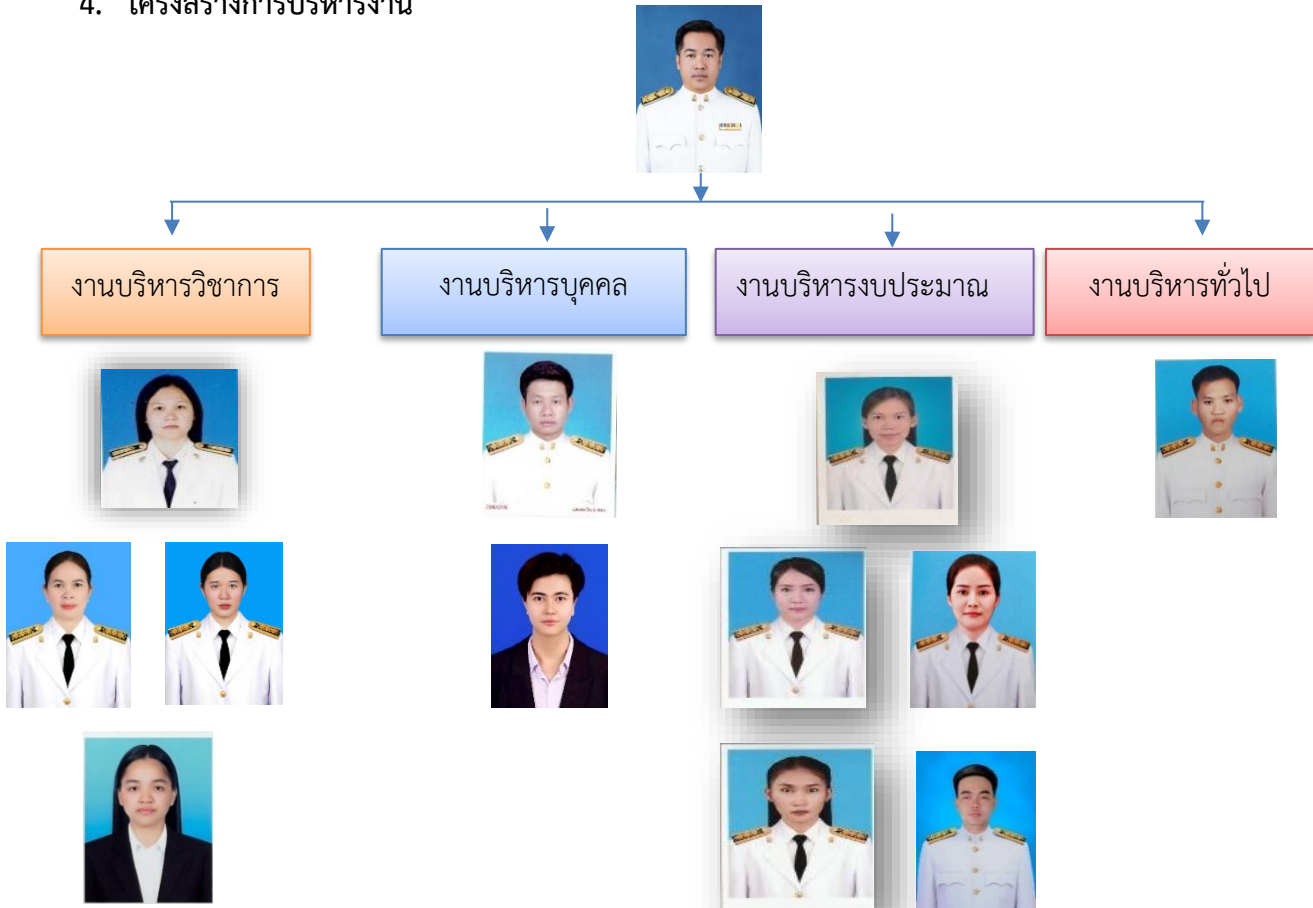 4. โครงสร้างการบริหารงาน
งานบริหารวิชาการ
งานบริหารบุคคล
งานบริหารงบประมาณ
งานบริหารทั่วไป